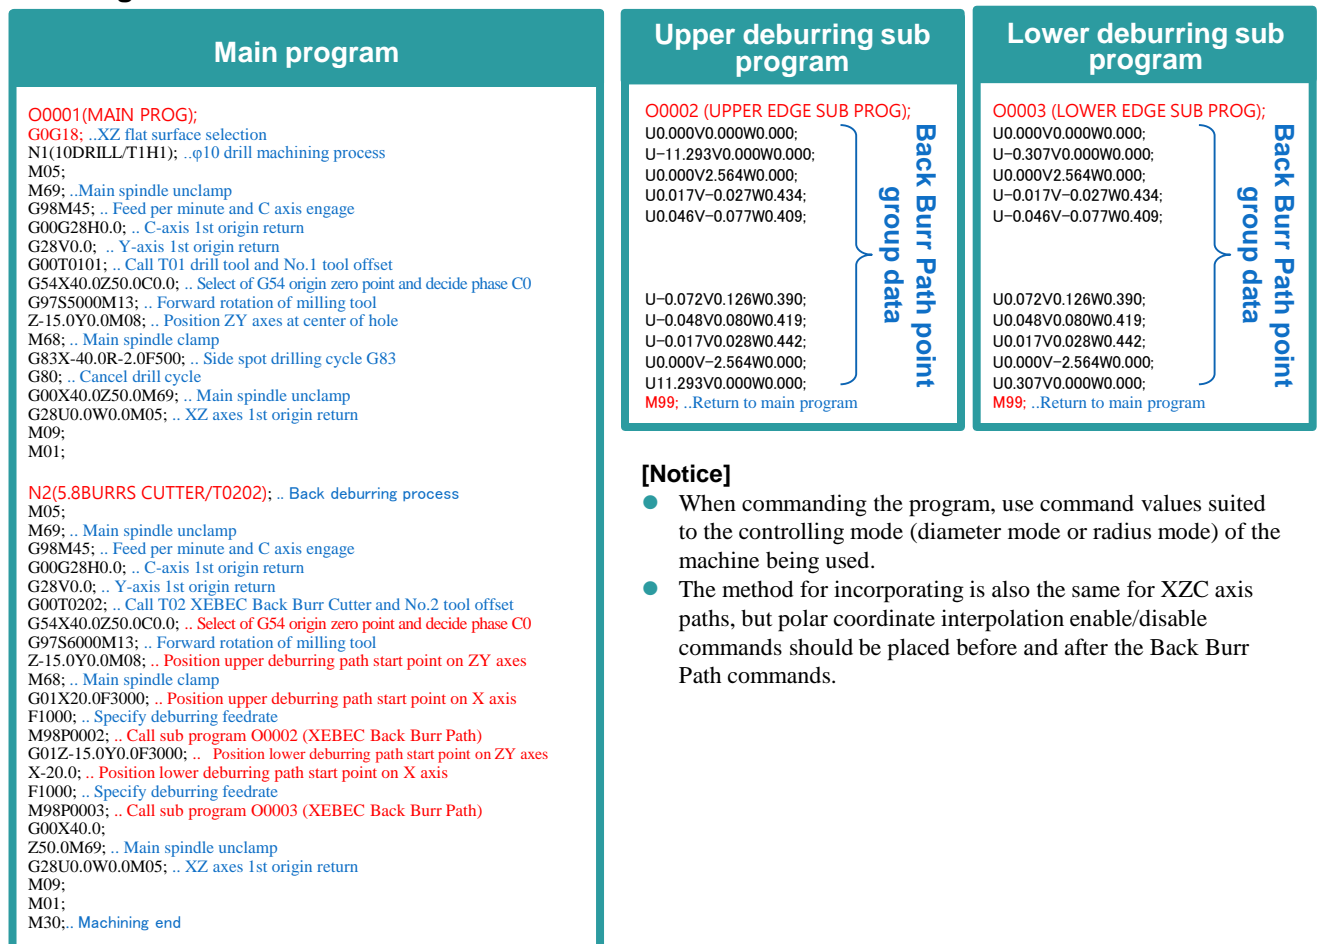 Main program
O0001(MAIN PROG);
G0G18; ..XZ flat surface selection
N1(10DRILL/T1H1); ..φ10 drill machining process
M05;
M69; ..Main spindle unclamp
G98M45; .. Feed per minute and C axis engage
G00G28H0.0; .. C-axis 1st origin return
G28V0.0; .. Y-axis 1st origin return
G00T0101; .. Call T01 drill tool and No.1 tool offset
G54X40.0Z50.0C0.0; .. Select of G54 origin zero point and decide phase C0
G97S5000M13; .. Forward rotation of milling tool
Z-15.0Y0.0M08; .. Position ZY axes at center of hole
M68; .. Main spindle clamp
G83X-40.0R-2.0F500; .. Side spot drilling cycle G83
G80; .. Cancel drill cycle
G00X40.0Z50.0M69; .. Main spindle unclamp
G28U0.0W0.0M05; .. XZ axes 1st origin return
M09;
M01;
N2(5.8BURRS CUTTER/T0202); .. Back deburring process
M05;
M69; .. Main spindle unclamp
G98M45; .. Feed per minute and C axis engage
G00G28H0.0; .. C-axis 1st origin return
G28V0.0; .. Y-axis 1st origin return
G00T0202; .. Call T02 XEBEC Back Burr Cutter and No.2 tool offset
G54X40.0Z50.0C0.0; .. Select of G54 origin zero point and decide phase C0
G97S6000M13; .. Forward rotation of milling tool
Z-15.0Y0.0M08; .. Position upper deburring path start point on ZY axes
M68; .. Main spindle clamp
G01X20.0F3000; .. Position upper deburring path start point on X axis
F1000; .. Specify deburring feedrate
M98P0002; .. Call sub program O0002 (XEBEC Back Burr Path)
G01Z-15.0Y0.0F3000; .. Position lower deburring path start point on ZY axes
X-20.0; .. Position lower deburring path start point on X axis
F1000; .. Specify deburring feedrate
M98P0003; .. Call sub program O0003 (XEBEC Back Burr Path)
G00X40.0;
Z50.0M69; .. Main spindle unclamp
G28U0.0W0.0M05; .. XZ axes 1st origin return
M09;
M01;
M30;.. Machining end
Upper deburring sub
program
O0002 (UPPER EDGE SUB PROG);
U0.000V0.000W0.000;
U-11.293V0.000W0.000;
U0.000V2.564W0.000;
U0.017V-0.027W0.434;
U0.046V-0.077W0.409;
U-0.072V0.126W0.390;
U-0.048V0.080W0.419;
U-0.017V0.028W0.442;
U0.000V-2.564W0.000;
U11.293V0.000W0.000;
M99; ..Return to main program
Back Burr Path point
group data
Lower deburring sub
program
O0003 (LOWER EDGE SUB PROG);
U0.000V0.000W0.000;
U-0.307V0.000W0.000;
U0.000V2.564W0.000;
U-0.017V-0.027W0.434;
U-0.046V-0.077W0.409;
U0.072V0.126W0.390;
U0.048V0.080W0.419;
U0.017V0.028W0.442;
U0.000V-2.564W0.000;
U0.307V0.000W0.000;
M99; ..Return to main program
Back Burr Path point
group data
[Notice]
● When commanding the program, use command values suited
to the controlling mode (diameter mode or radius mode) of the
machine being used.
● The method for incorporating is also the same for XZC axis
paths, but polar coordinate interpolation enable/disable
commands should be placed before and after the Back Burr
Path commands.